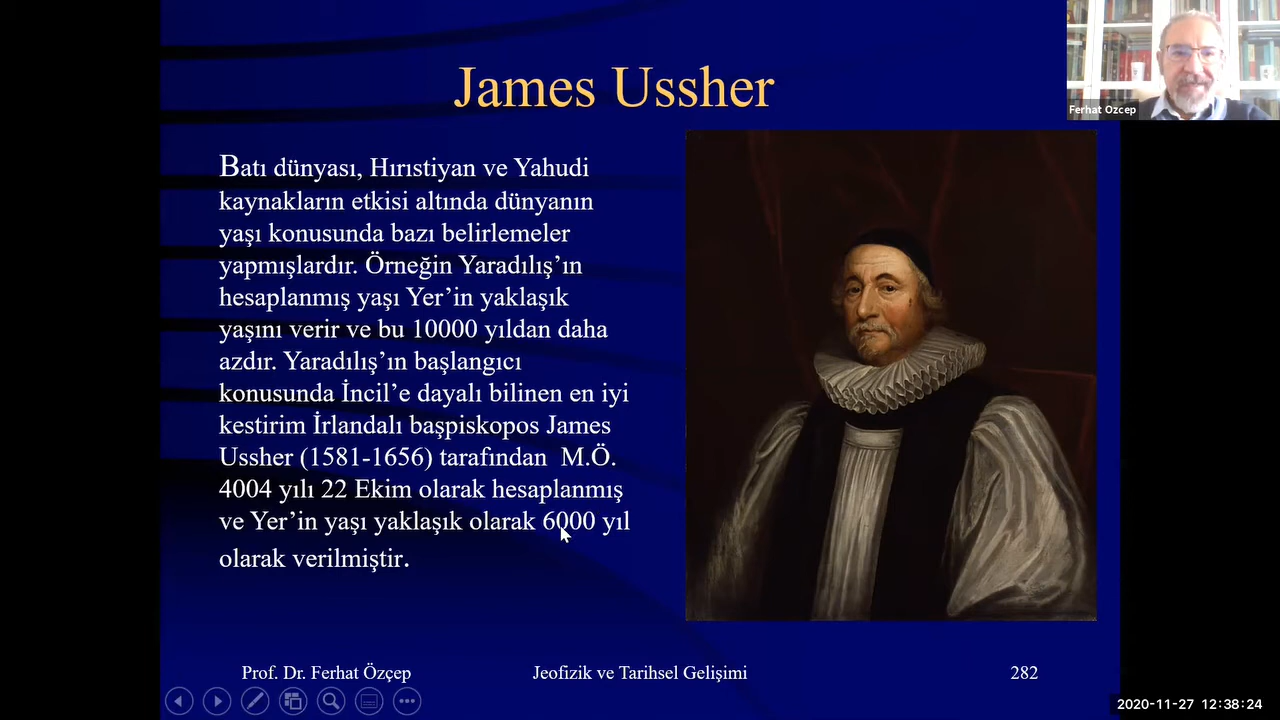 James Ussher
Ferhat Ozcep
Batı dünyası, Hırıstiyan ve Yahudi
kaynakların etkisi altında dünyanın
yaşı konusunda bazı belirlemeler
yapmışlardır. Örneğin Yaradılış’ın
hesaplanmış yaşı Yer’in yaklaşık
yaşını verir ve bu 10000 yıldan daha
azdır. Yaradılış’ın başlangıcı
konusunda İncil’e dayalı bilinen en iyi
kestirim İrlandalı başpiskopos James
Ussher (1581-1656) tarafından M.Ö.
4004 yılı 22 Ekim olarak hesaplanmış
ve Yer’in yaşı yaklaşık olarak 6000 yıl
olarak verilmiştir.
Prof. Dr. Ferhat Özçep
Jeofizik ve Tarihsel Gelişimi
282
2020-11-27 12:38:24